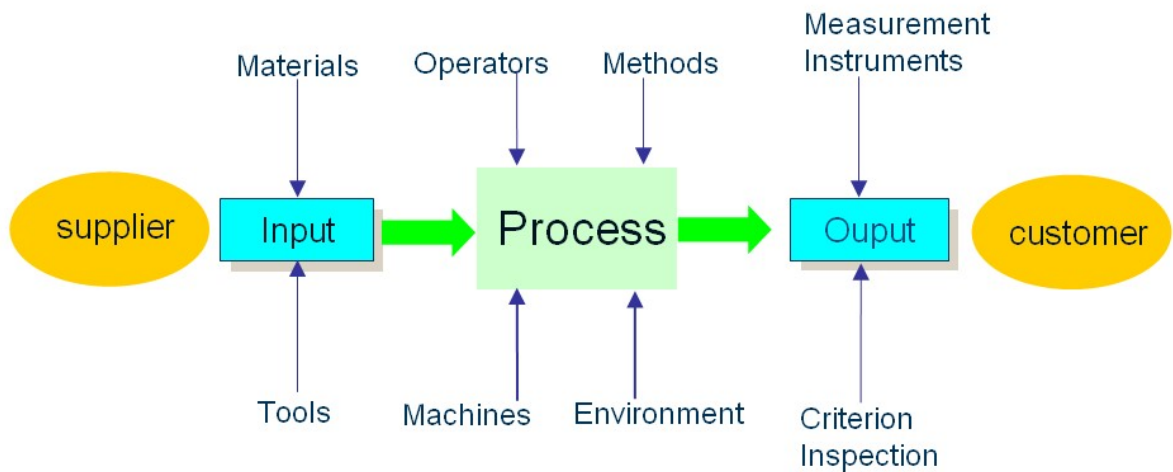 Measurement
Instruments
Materials
Operators
Methods
supplier
Input
Process
Ouput
customer
Tools
Machines
Environment
Criterion
Inspection